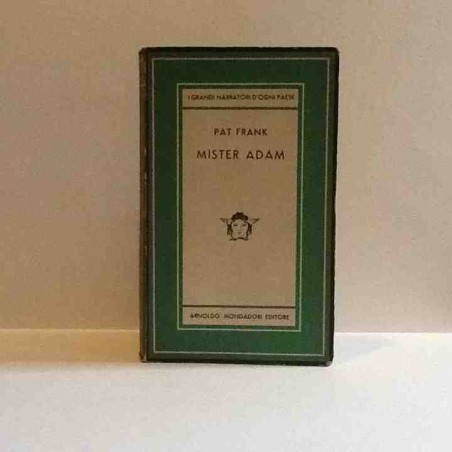 I GRANDI NARRATORI D'OGNI PAESE
PAT FRANK
MISTER ADAM
ARNOLDO MONDADORI EDITORE